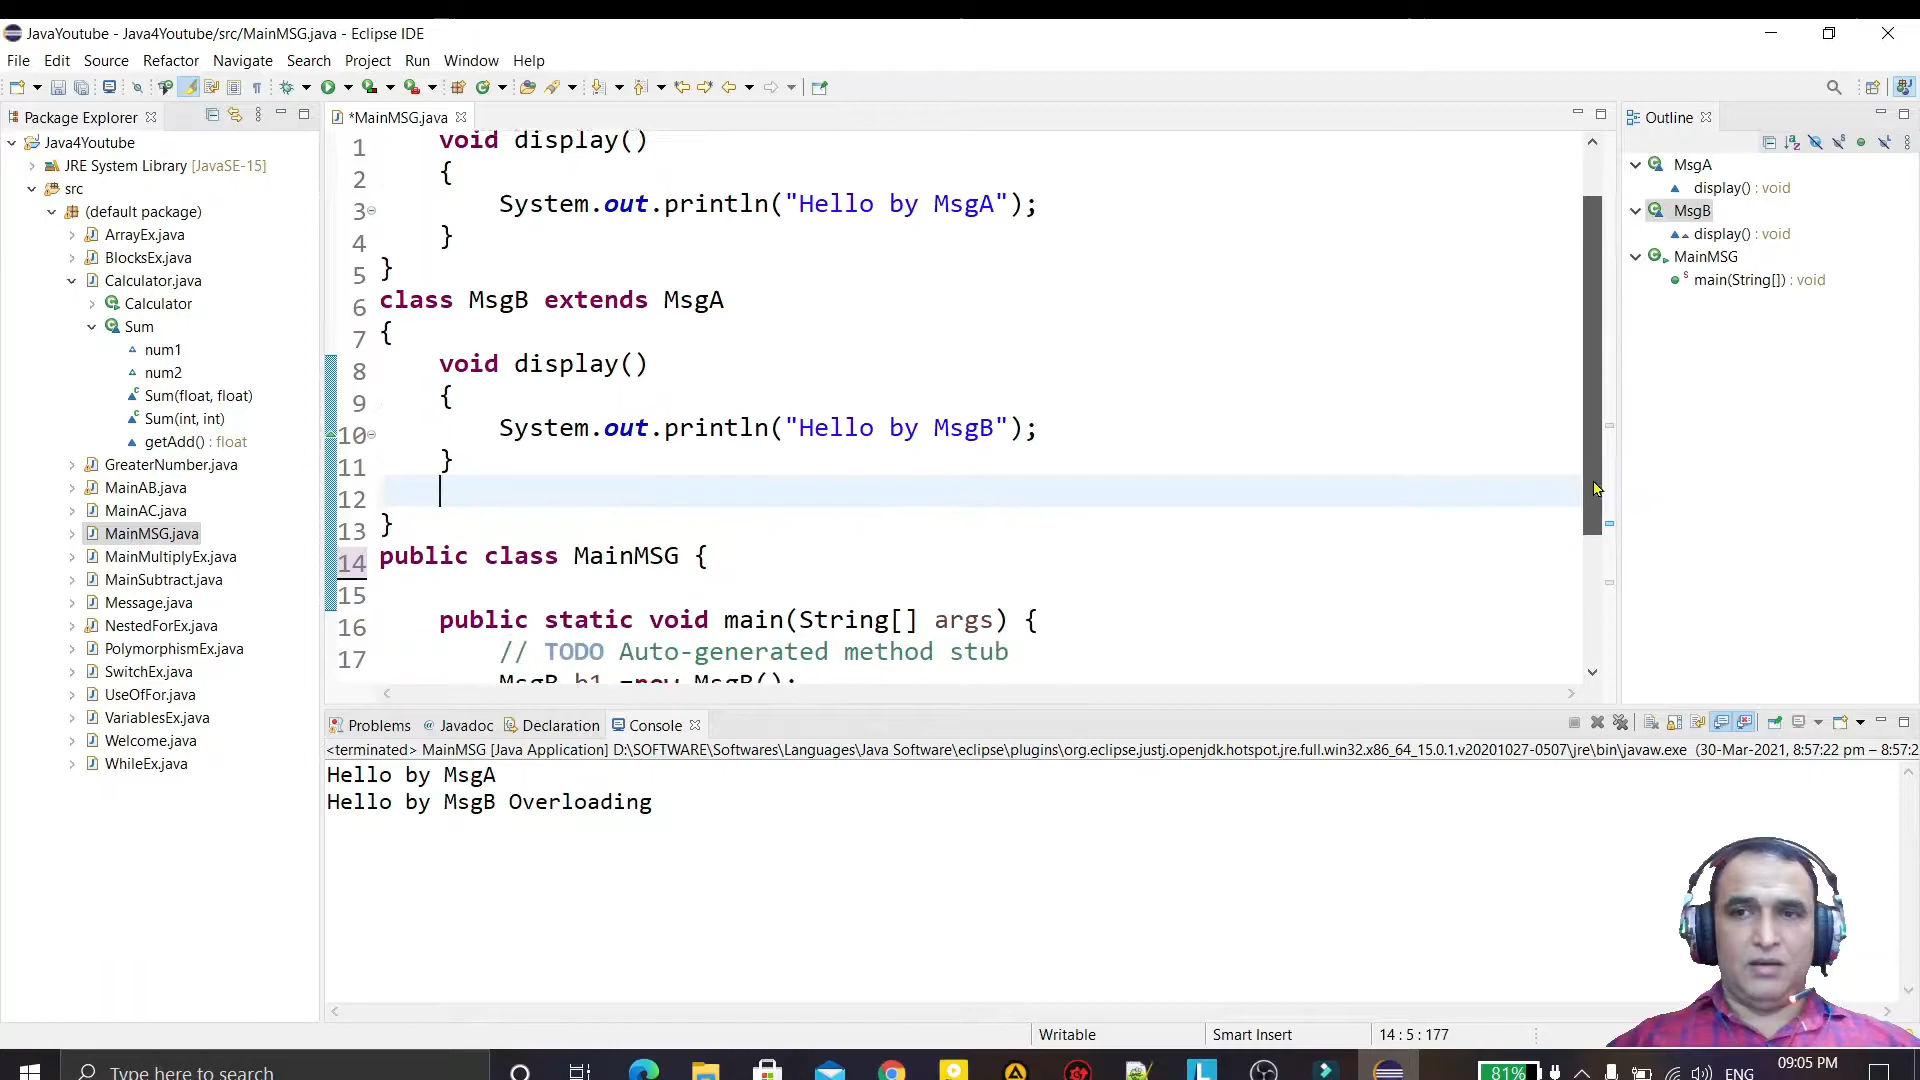 JavaYoutube - Java4Youtube/src/MainMSG.java - Eclipse IDE
File Edit Source Refactor Navigate Search Project Run Window Help
Package Explorer
Java4Youtube
JRE System Library [JavaSE-15]
src
(default package)
ArrayEx.java
BlocksEx.java
Calculator.java
Calculator
Sum
num1
num2
Sum(float, float)
Sum(int, int)
getAdd() : float
GreaterNumber.java
MainAB.java
MainAC.java
MainMSG.java
MainMultiplyEx.java
MainSubtract.java
Message.java
NestedForEx.java
PolymorphismEx.java
SwitchEx.java
UseOfFor.java
VariablesEx.java
Welcome.java
WhileEx.java
*MainMSG.java
1 void display()
2 {
3 System.out.println("Hello by MsgA");
4 }
5 }
6 class MsgB extends MsgA
7 {
8 void display()
9 {
10 System.out.println("Hello by MsgB");
11 }
12
13 }
14 public class MainMSG {
15
16 public static void main(String[] args) {
17 // TODO Auto-generated method stub
MsgB b1 =new MsgB();
Outline
MsgA
display() : void
MsgB
display() : void
MainMSG
main(String[]) : void
Problems @ Javadoc Declaration Console
<terminated> MainMSG [Java Application] D:\SOFTWARE\Softwares\Languages\Java Software\eclipse\plugins\org.eclipse.justj.openjdk.hotspot.jre.full.win32.x86_64_15.0.1.v20201027-0507\jre\bin\javaw.exe (30-Mar-2021, 8:57:22 pm – 8:57:2
Hello by MsgA
Hello by MsgB Overloading
Writable Smart Insert 14 : 5 : 177
Type here to search
81%
ENG
09:05 PM